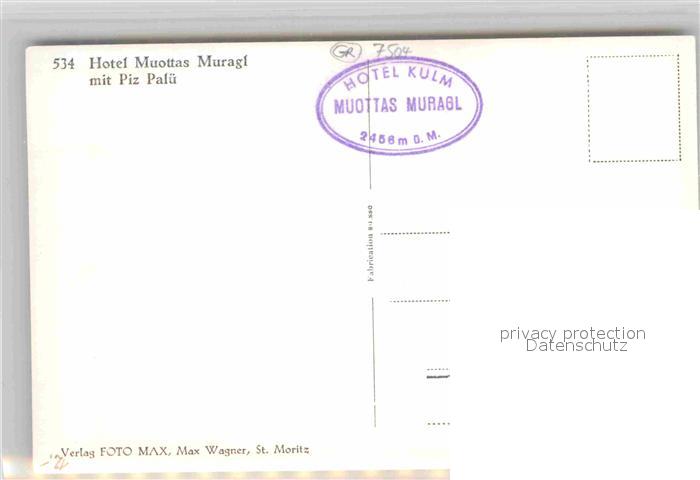 534 Hotel Muottas Muragl
mit Piz Palü
GR 7504
HOTEL KULM
MUOTTAS MURAGL
2456 m ü. M.
Fabrication suisse
privacy protection
Datenschutz
Verlag FOTO MAX, Max Wagner, St. Moritz